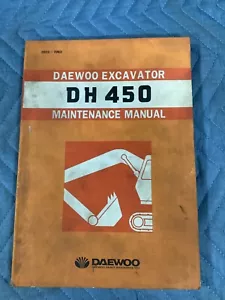 DAEWOO EXCAVATOR
DH 450
MAINTENANCE MANUAL
DAEWOO